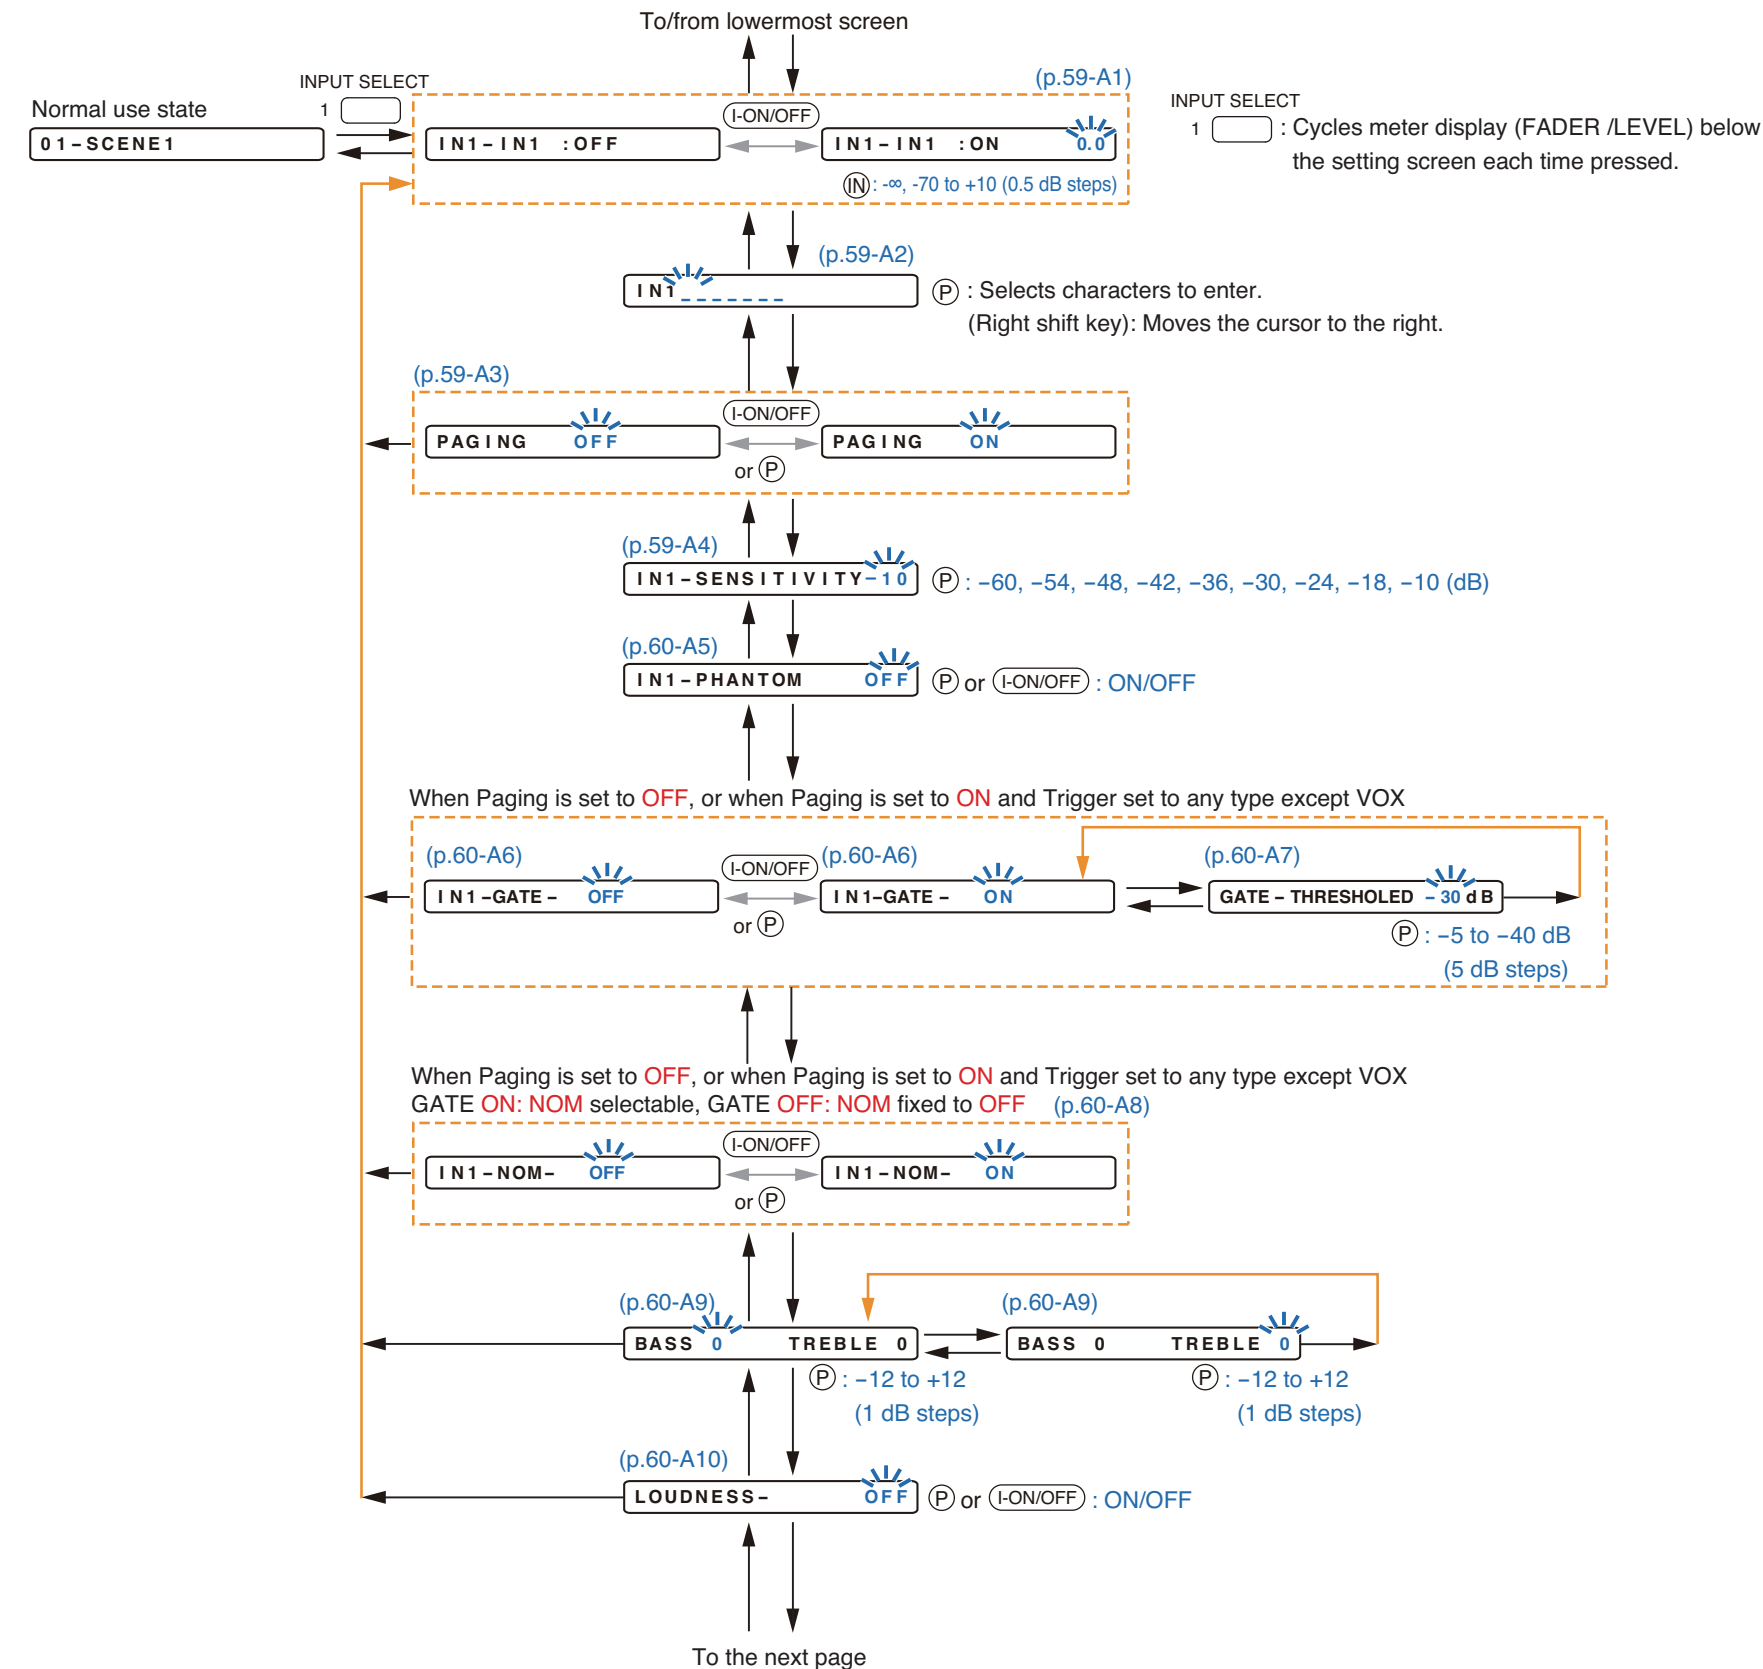 To/from lowermost screen
(p.59-A1)
INPUT SELECT
Normal use state
1
I-ON/OFF
INPUT SELECT
1 : Cycles meter display (FADER /LEVEL) below
the setting screen each time pressed.
01-SCENE1
IN1-IN1 :OFF
IN1-IN1 :ON 0.0
IN : -∞, -70 to +10 (0.5 dB steps)
(p.59-A2)
IN1_______
P : Selects characters to enter.
(Right shift key): Moves the cursor to the right.
(p.59-A3)
I-ON/OFF
PAGING OFF
PAGING ON
or P
(p.59-A4)
IN1-SENSITIVITY-10
P : −60, −54, −48, −42, −36, −30, −24, −18, −10 (dB)
(p.60-A5)
IN1-PHANTOM OFF
P or I-ON/OFF : ON/OFF
When Paging is set to OFF, or when Paging is set to ON and Trigger set to any type except VOX
(p.60-A6)
I-ON/OFF
(p.60-A6)
(p.60-A7)
IN1-GATE- OFF
IN1-GATE- ON
GATE-THRESHOLED -30dB
or P
P : −5 to −40 dB
(5 dB steps)
When Paging is set to OFF, or when Paging is set to ON and Trigger set to any type except VOX
GATE ON: NOM selectable, GATE OFF: NOM fixed to OFF (p.60-A8)
I-ON/OFF
IN1-NOM- OFF
IN1-NOM- ON
or P
(p.60-A9)
(p.60-A9)
BASS 0 TREBLE 0
BASS 0 TREBLE 0
P : −12 to +12
(1 dB steps)
P : −12 to +12
(1 dB steps)
(p.60-A10)
LOUDNESS- OFF
P or I-ON/OFF : ON/OFF
To the next page